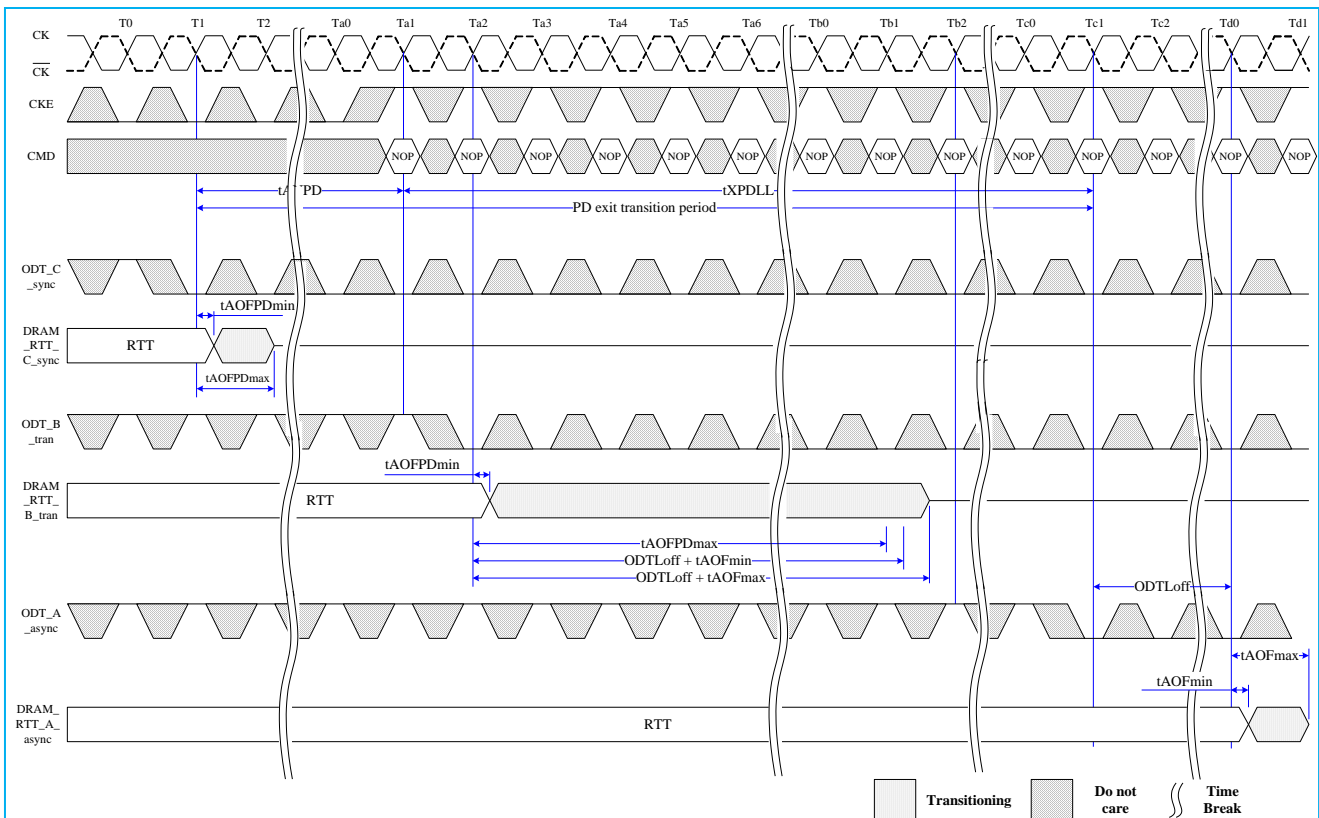 T0 T1 T2 Ta0 Ta1 Ta2 Ta3 Ta4 Ta5 Ta6 Tb0 Tb1 Tb2 Tc0 Tc1 Tc2 Td0 Td1
CK
CK
CKE
CMD
NOP NOP NOP NOP NOP NOP NOP NOP NOP NOP NOP NOP NOP NOP
tXPDLL
PD exit transition period
ODT_C
_sync
tAOFPDmin
DRAM
_RTT_
C_sync
RTT
tAOFPDmax
ODT_B
_tran
tAOFPDmin
DRAM
_RTT_
B_tran
RTT
tAOFPDmax
ODTLoff + tAOFmin
ODTLoff + tAOFmax
ODTLoff
ODT_A
_async
tAOFmax
tAOFmin
DRAM_
RTT_A_
async
RTT
Transitioning
Do not
care
Time
Break